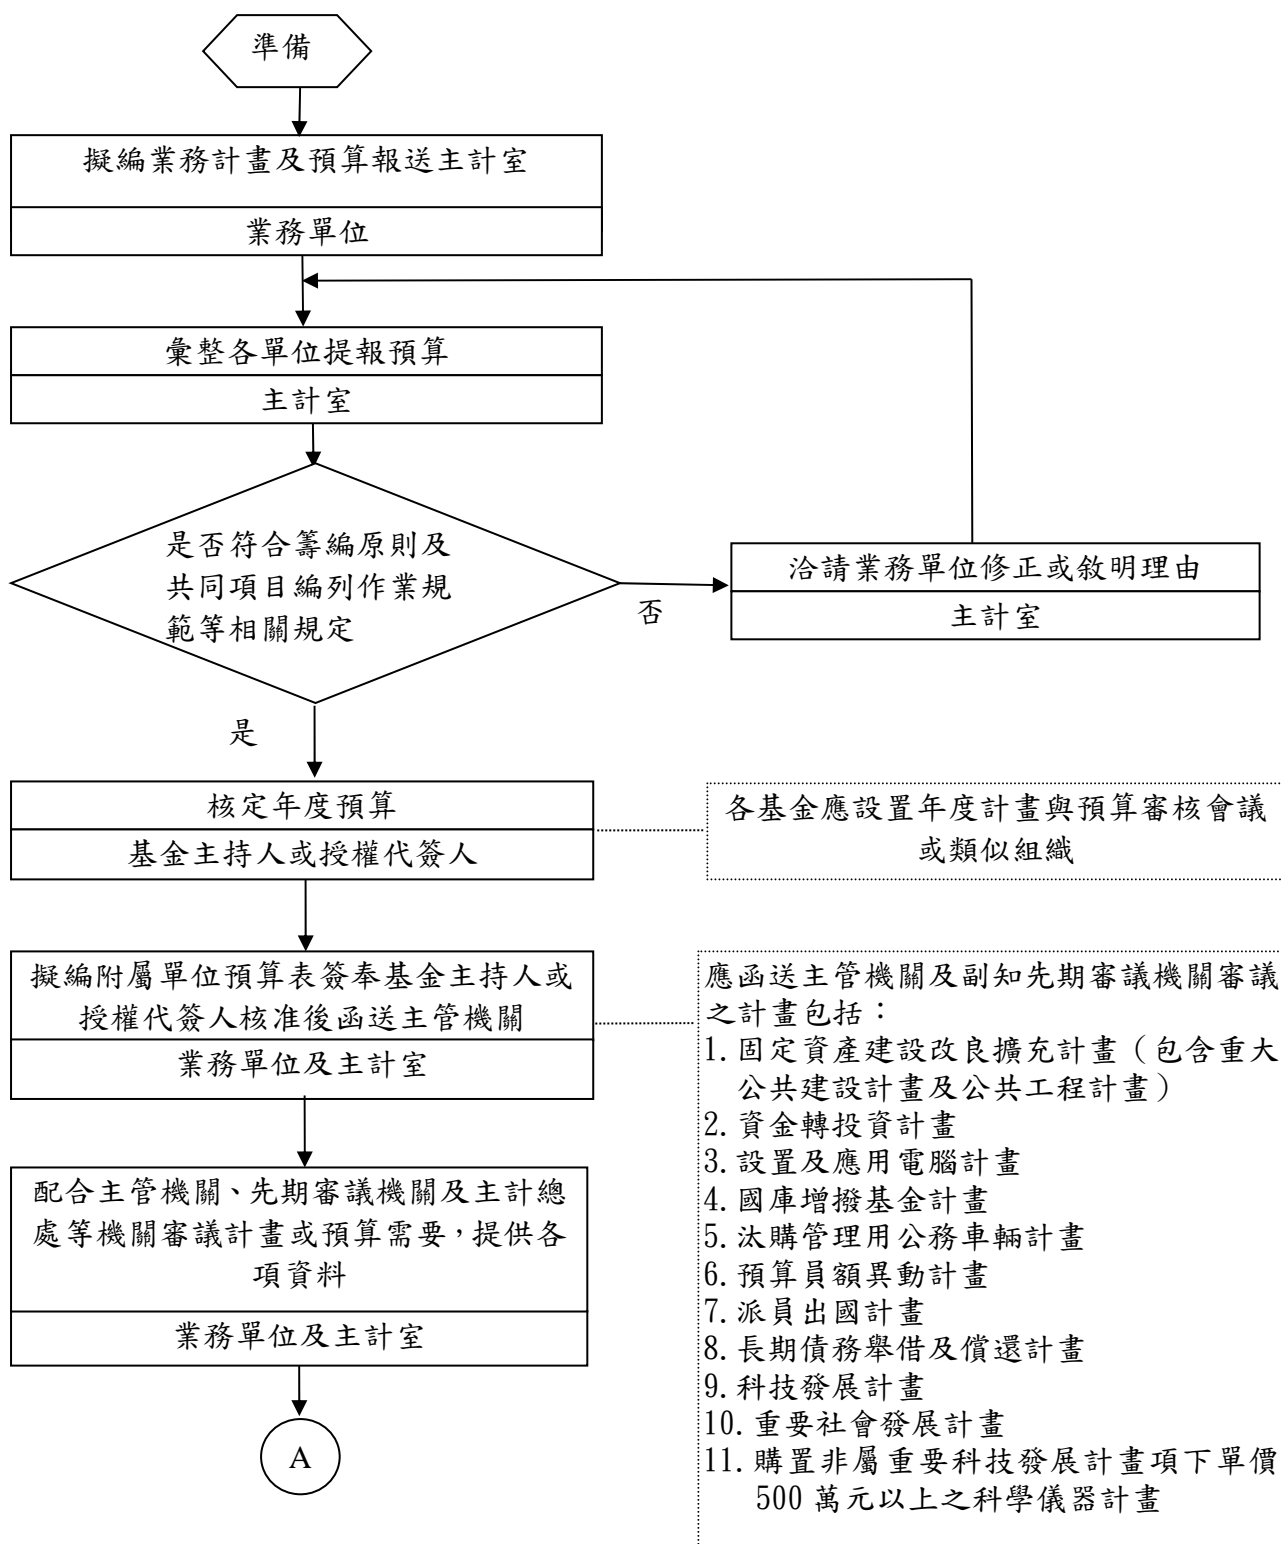 準備
擬編業務計畫及預算報送主計室
業務單位
彙整各單位提報預算
主計室
是否符合籌編原則及
共同項目編列作業規
範等相關規定
否
洽請業務單位修正或敘明理由
主計室
是
核定年度預算
基金主持人或授權代簽人
各基金應設置年度計畫與預算審核會議
或類似組織
擬編附屬單位預算表簽奉基金主持人或
授權代簽人核准後函送主管機關
業務單位及主計室
應函送主管機關及副知先期審議機關審議
之計畫包括：
1. 固定資產建設改良擴充計畫（包含重大
公共建設計畫及公共工程計畫）
2. 資金轉投資計畫
3. 設置及應用電腦計畫
4. 國庫增撥基金計畫
5. 汰購管理用公務車輛計畫
6. 預算員額異動計畫
7. 派員出國計畫
8. 長期債務舉借及償還計畫
9. 科技發展計畫
10. 重要社會發展計畫
11. 購置非屬重要科技發展計畫項下單價
500 萬元以上之科學儀器計畫
配合主管機關、先期審議機關及主計總
處等機關審議計畫或預算需要，提供各
項資料
業務單位及主計室
A